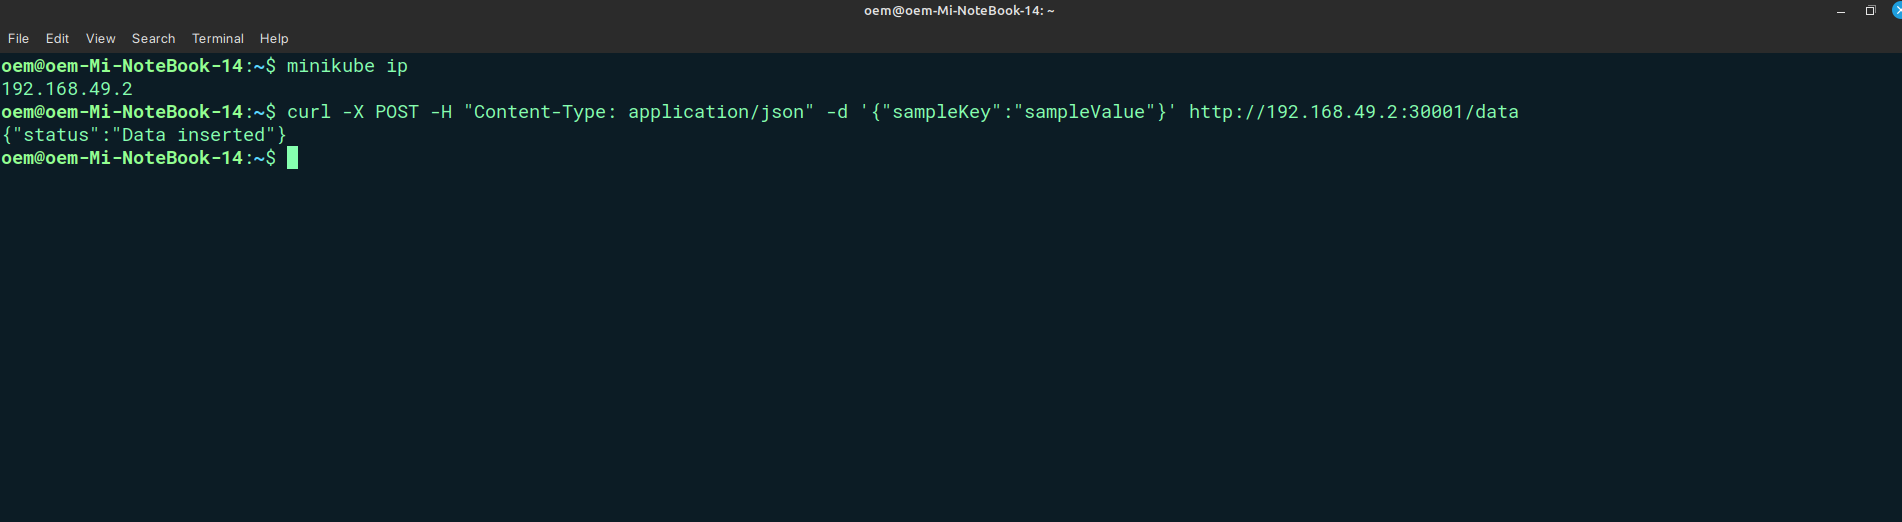 oem@oem-Mi-NoteBook-14: ~
File Edit View Search Terminal Help
oem@oem-Mi-NoteBook-14:~$ minikube ip
192.168.49.2
oem@oem-Mi-NoteBook-14:~$ curl -X POST -H "Content-Type: application/json" -d '{"sampleKey":"sampleValue"}' http://192.168.49.2:30001/data
{"status":"Data inserted"}
oem@oem-Mi-NoteBook-14:~$